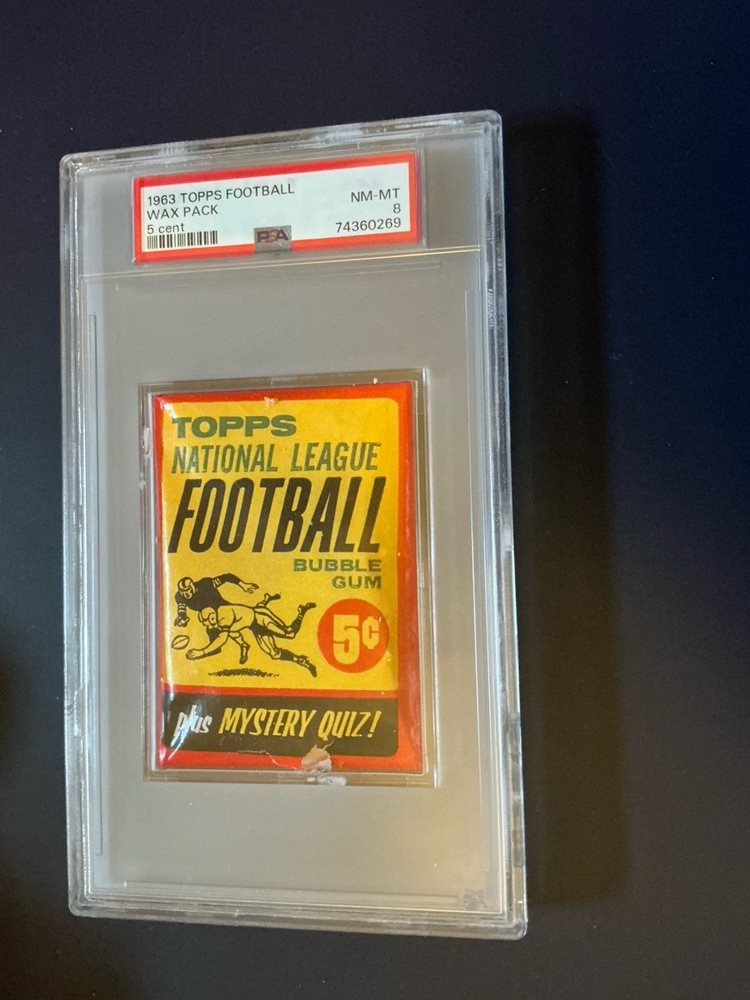 1963 TOPPS FOOTBALL NM-MT
WAX PACK 8
5 cent 74360269
PSA
TOPPS
NATIONAL LEAGUE
FOOTBALL
BUBBLE
GUM
5¢
plus MYSTERY QUIZ!